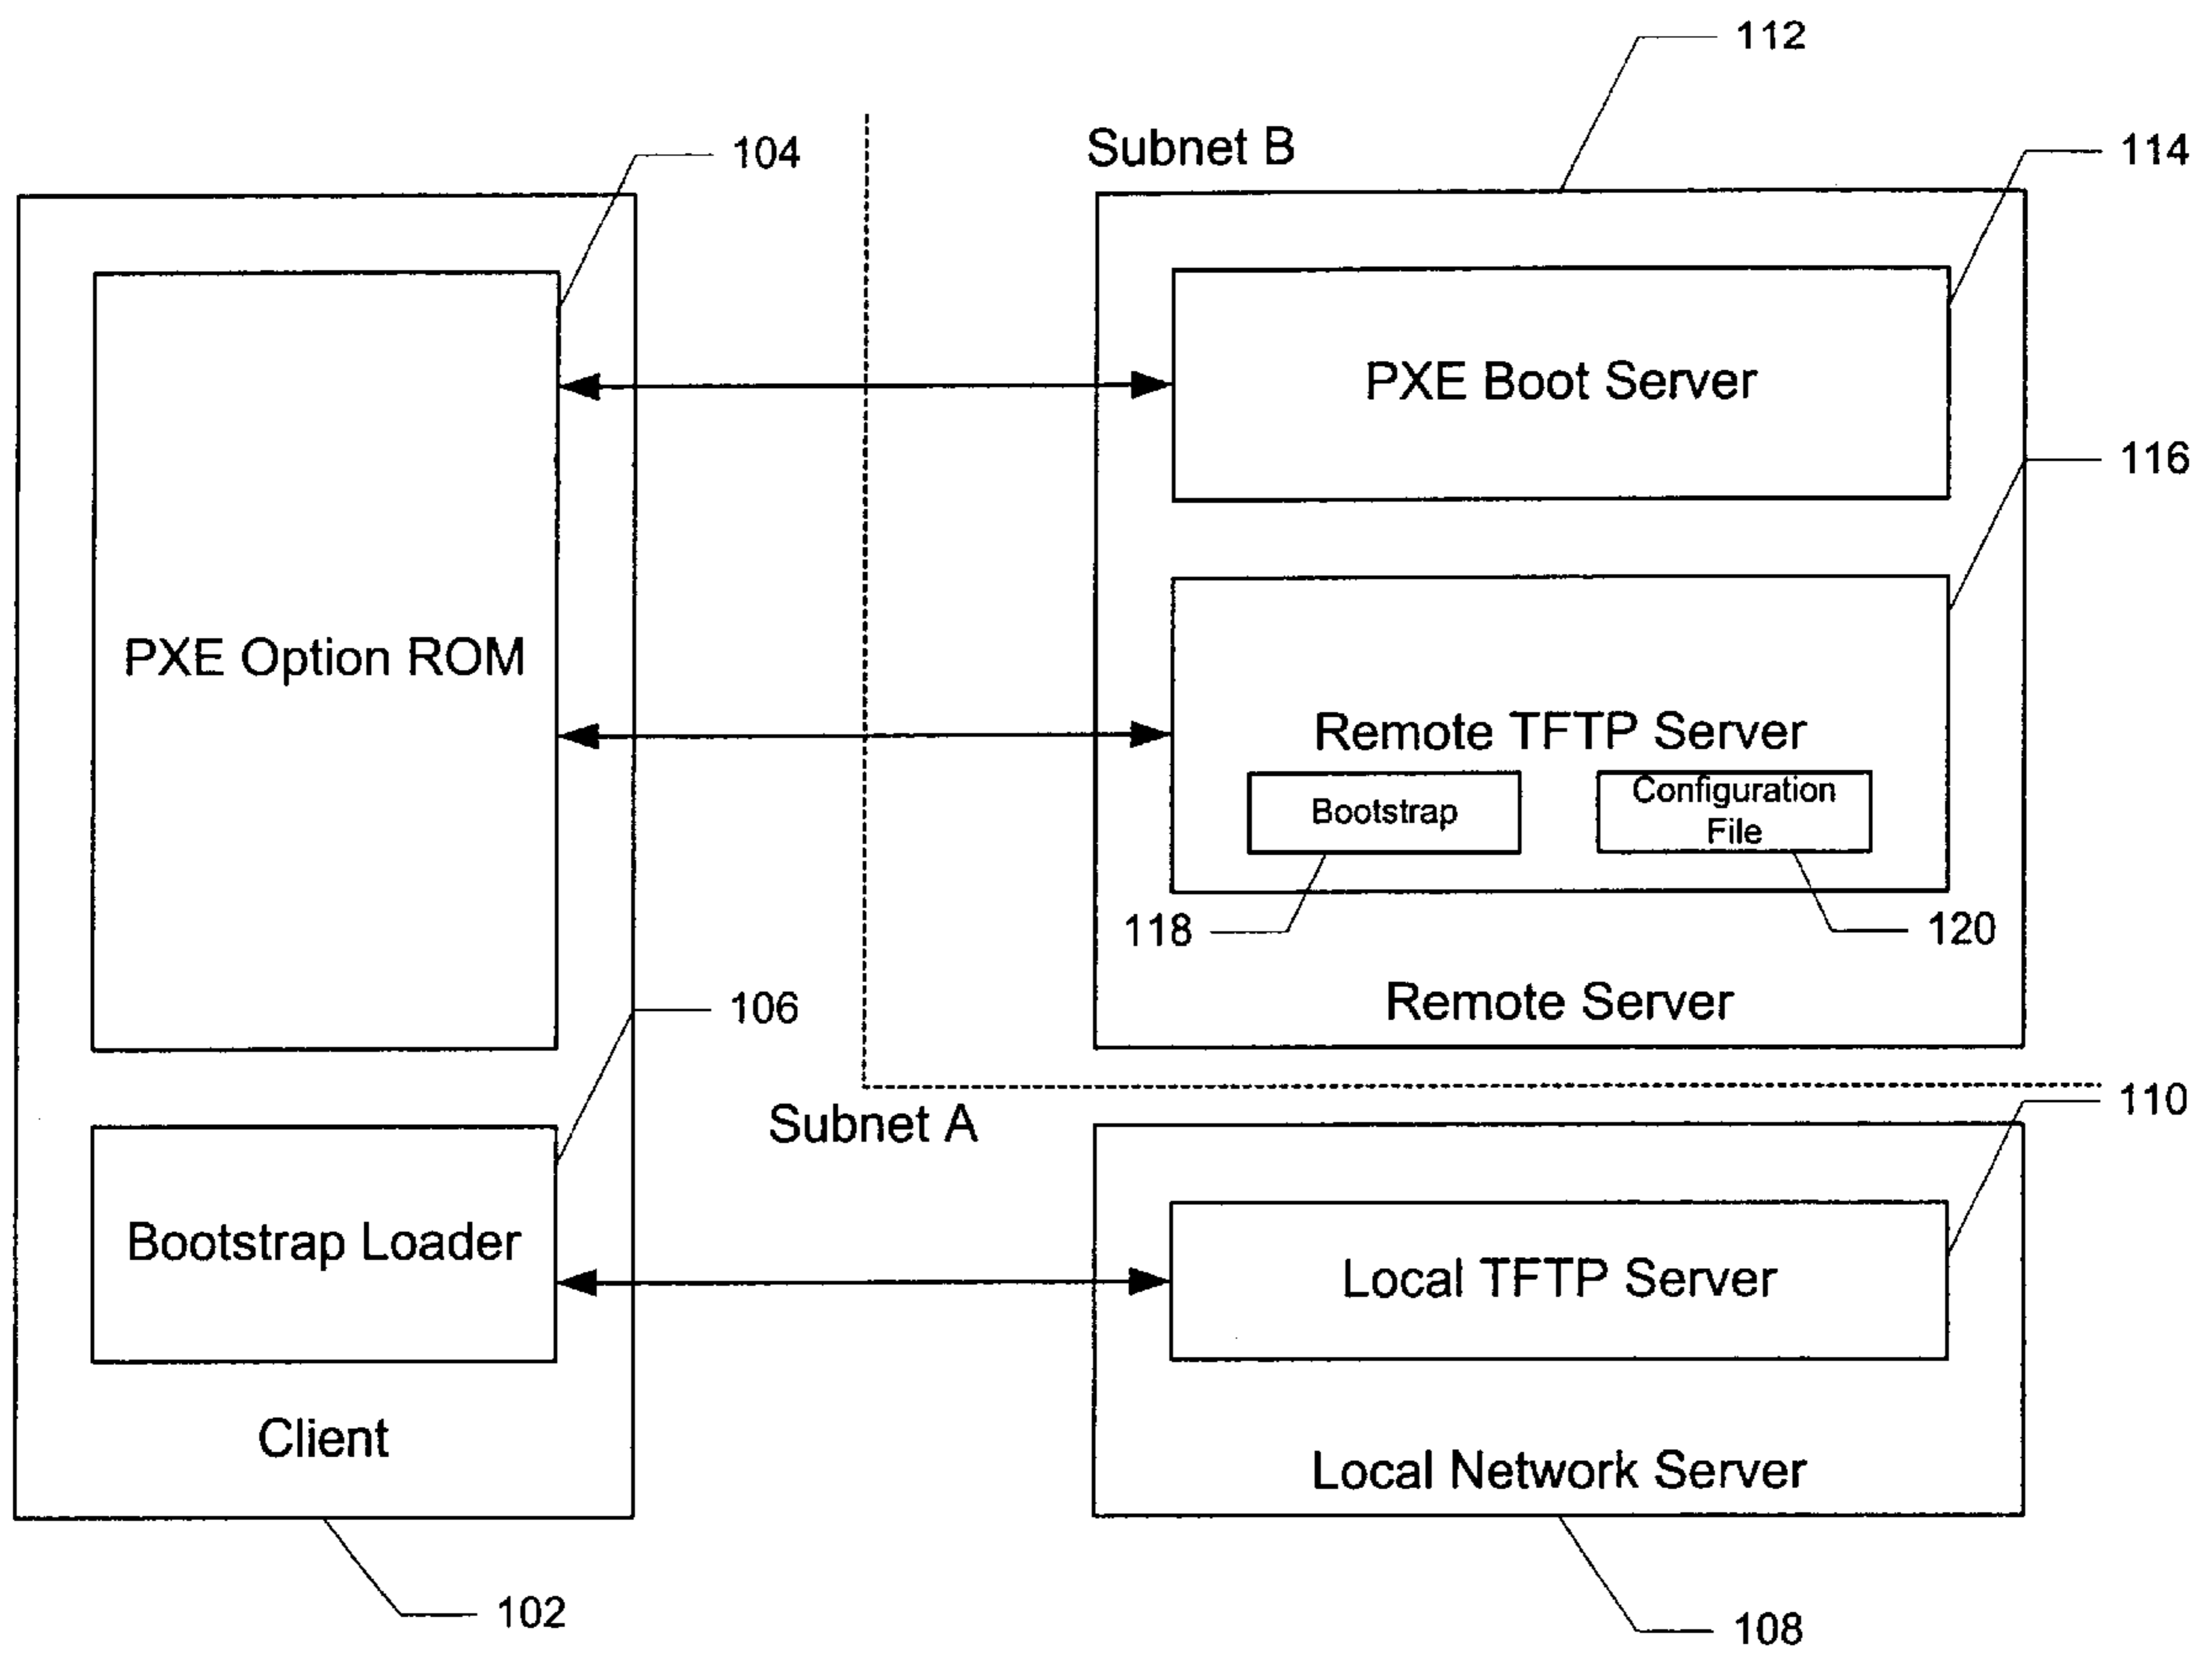 112
Subnet B
104
114
PXE Boot Server
116
PXE Option ROM
Remote TFTP Server
Bootstrap
Configuration
File
118
120
Remote Server
106
Subnet A
110
Bootstrap Loader
Local TFTP Server
Client
Local Network Server
102
108